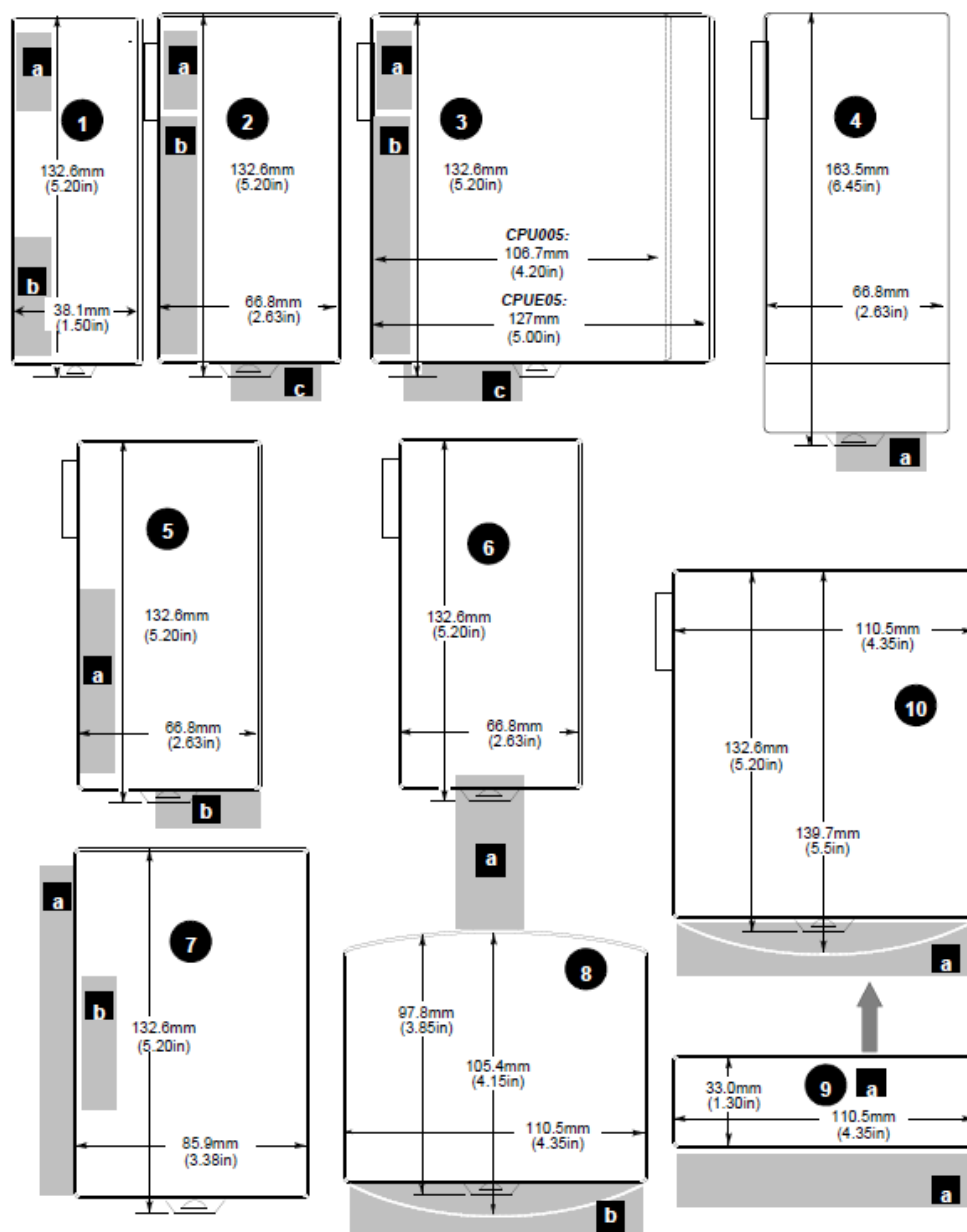 a
1
132.6mm
(5.20in)
b
38.1mm
(1.50in)
a
2
b
132.6mm
(5.20in)
66.8mm
(2.63in)
c
a
3
b
132.6mm
(5.20in)
CPU005:
106.7mm
(4.20in)
CPUE05:
127mm
(5.00in)
c
4
163.5mm
(6.45in)
66.8mm
(2.63in)
a
5
132.6mm
(5.20in)
a
66.8mm
(2.63in)
b
6
132.6mm
(5.20in)
66.8mm
(2.63in)
a
110.5mm
(4.35in)
10
132.6mm
(5.20in)
139.7mm
(5.5in)
a
a
7
b
132.6mm
(5.20in)
85.9mm
(3.38in)
8
97.8mm
(3.85in)
105.4mm
(4.15in)
110.5mm
(4.35in)
b
9
a
33.0mm
(1.30in)
110.5mm
(4.35in)
a